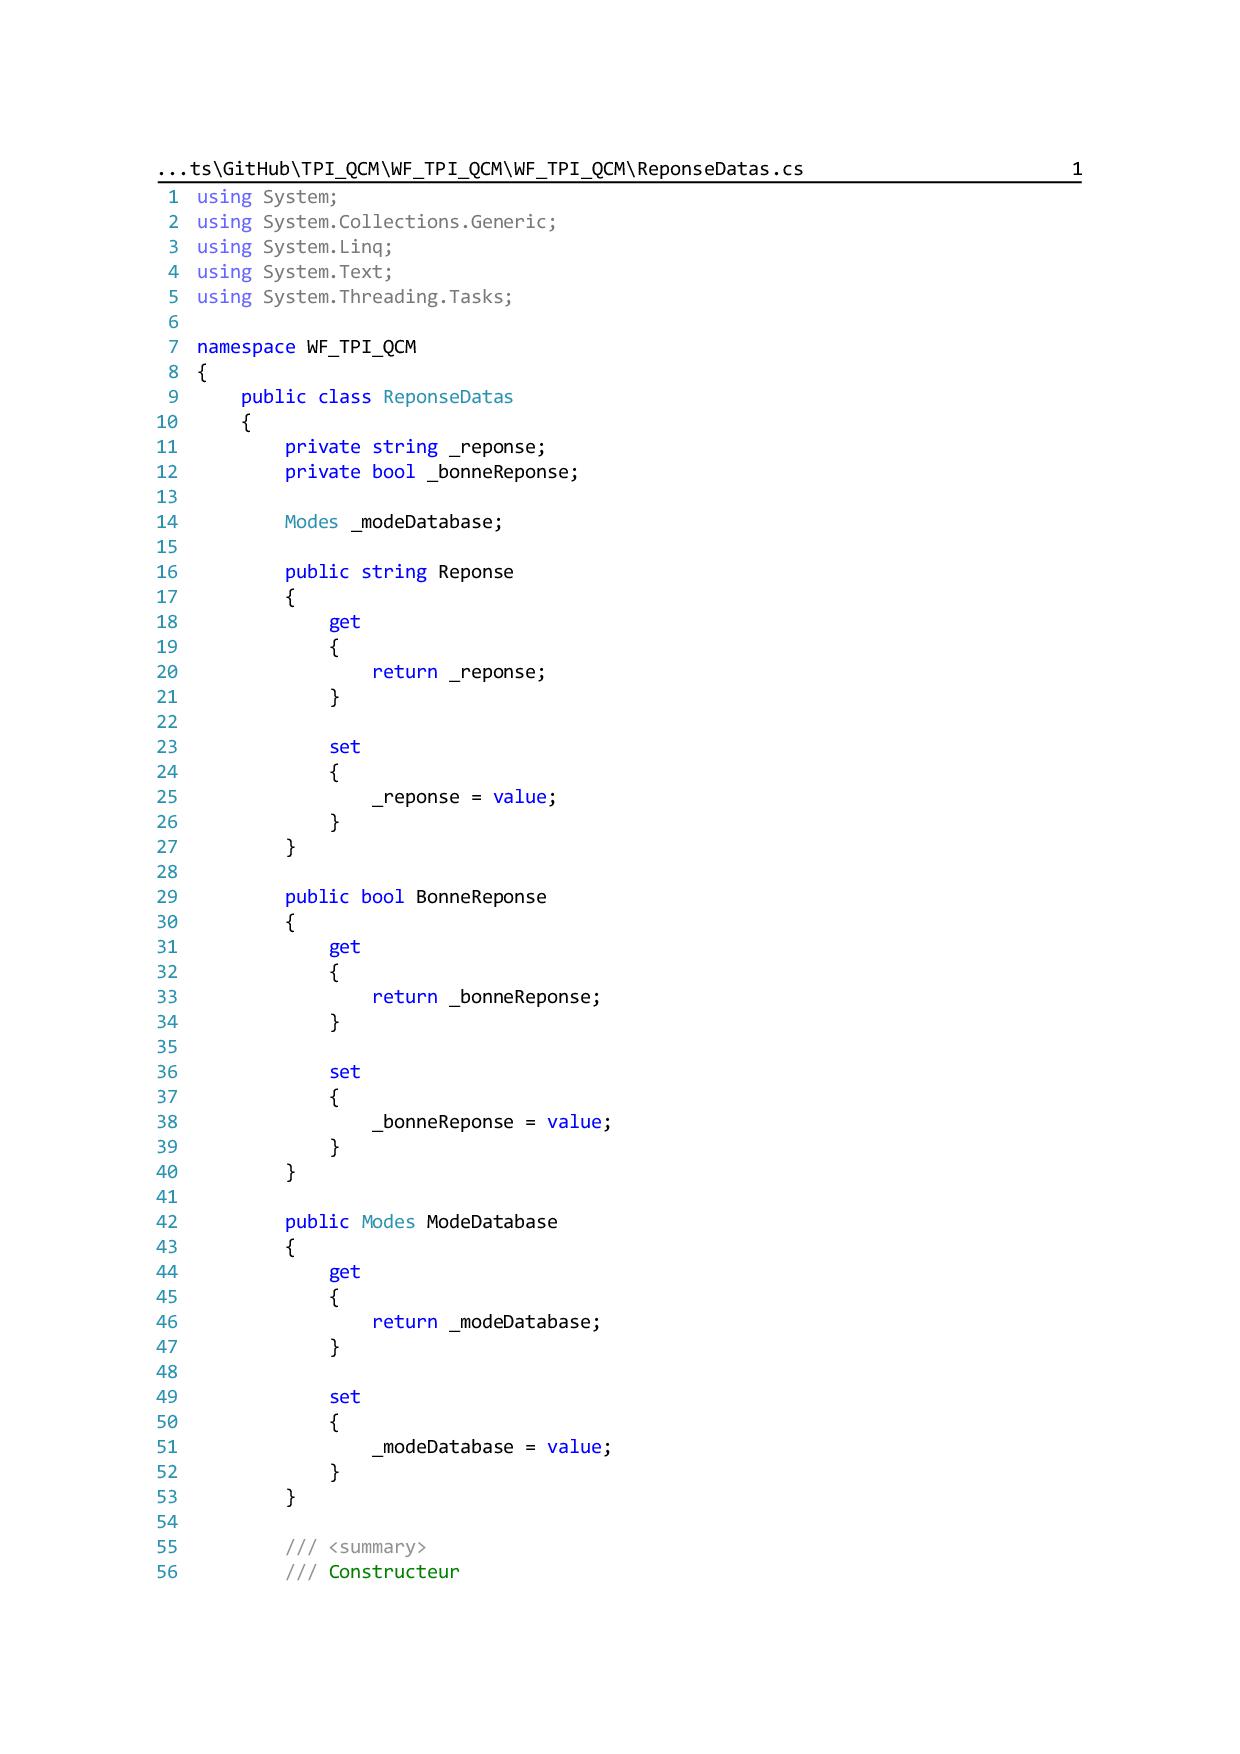 ...ts\GitHub\TPI_QCM\WF_TPI_QCM\WF_TPI_QCM\ReponseDatas.cs 1
1 using System;
2 using System.Collections.Generic;
3 using System.Linq;
4 using System.Text;
5 using System.Threading.Tasks;
6
7 namespace WF_TPI_QCM
8 {
9     public class ReponseDatas
10     {
11         private string _reponse;
12         private bool _bonneReponse;
13
14         Modes _modeDatabase;
15
16         public string Reponse
17         {
18             get
19             {
20                 return _reponse;
21             }
22
23             set
24             {
25                 _reponse = value;
26             }
27         }
28
29         public bool BonneReponse
30         {
31             get
32             {
33                 return _bonneReponse;
34             }
35
36             set
37             {
38                 _bonneReponse = value;
39             }
40         }
41
42         public Modes ModeDatabase
43         {
44             get
45             {
46                 return _modeDatabase;
47             }
48
49             set
50             {
51                 _modeDatabase = value;
52             }
53         }
54
55         /// <summary>
56         /// Constructeur